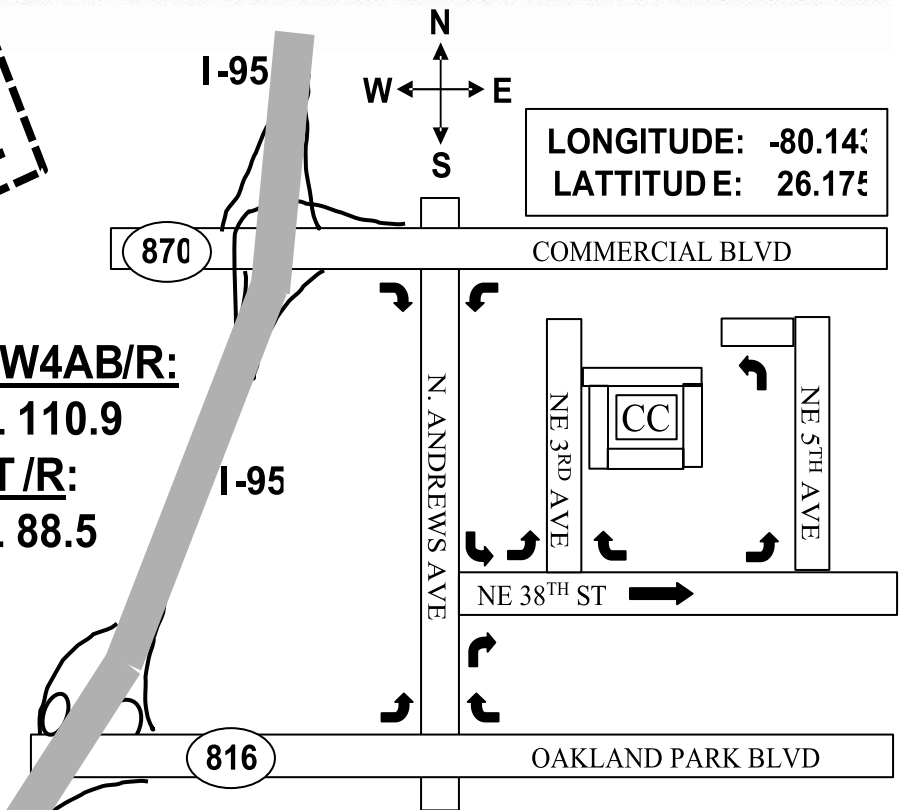 N
I-95
W E
S
LONGITUDE: -80.143
LATTITUDE: 26.175
870
COMMERCIAL BLVD
W4AB/R:
110.9
/R:
88.5
I-95
N. ANDREWS AVE
NE 3RD AVE
CC
NE 5TH AVE
NE 38TH ST
816
OAKLAND PARK BLVD